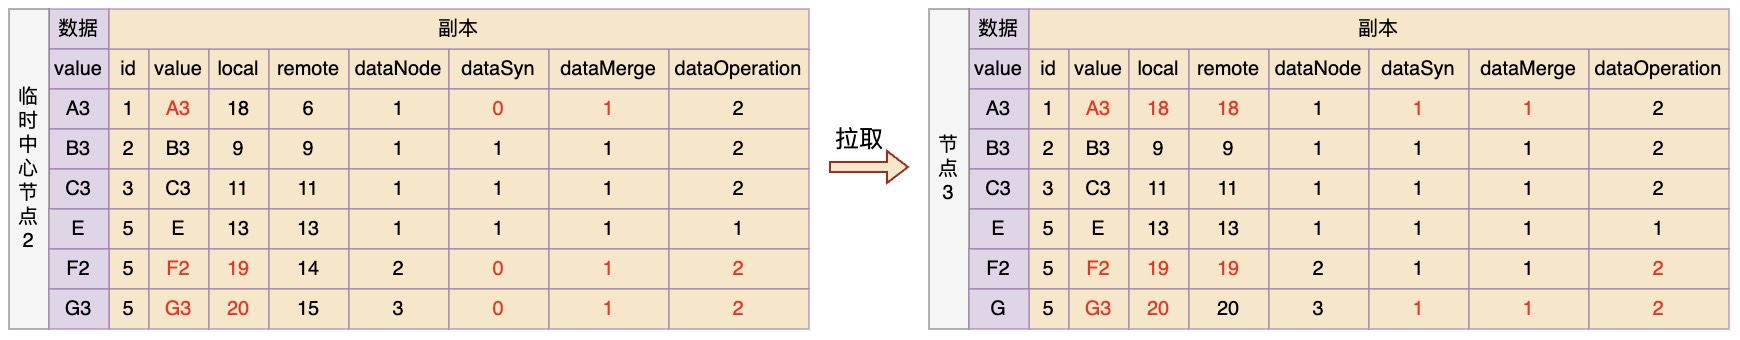 临时中心节点2
数据 副本
value id value local remote dataNode dataSyn dataMerge dataOperation
A3 1 A3 18 6 1 0 1 2
B3 2 B3 9 9 1 1 1 2
C3 3 C3 11 11 1 1 1 2
E 5 E 13 13 1 1 1 1
F2 5 F2 19 14 2 0 1 2
G3 5 G3 20 15 3 0 1 2
拉取
节点3
数据 副本
value id value local remote dataNode dataSyn dataMerge dataOperation
A3 1 A3 18 18 1 1 1 2
B3 2 B3 9 9 1 1 1 2
C3 3 C3 11 11 1 1 1 2
E 5 E 13 13 1 1 1 1
F2 5 F2 19 19 2 1 1 2
G 5 G3 20 20 3 1 1 2